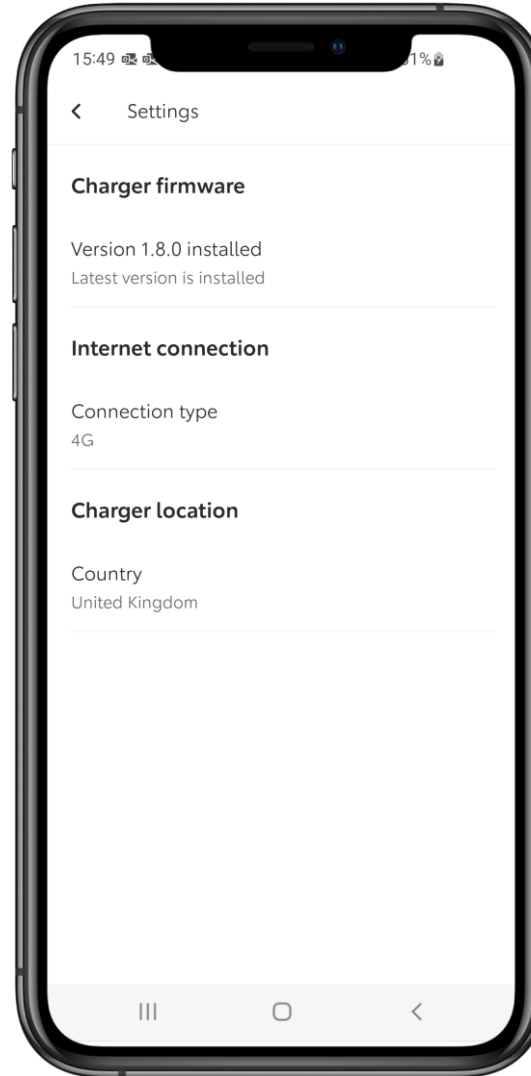 15:49
1%
Settings
Charger firmware
Version 1.8.0 installed
Latest version is installed
Internet connection
Connection type
4G
Charger location
Country
United Kingdom